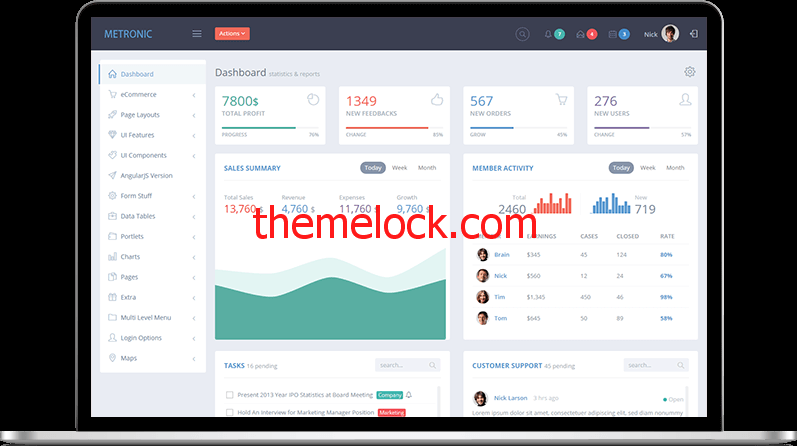 METRONIC
Actions
7
4
3
Nick
Dashboard
eCommerce
Page Layouts
UI Features
UI Components
AngularJS Version
Form Stuff
Data Tables
Portlets
Charts
Pages
Extra
Multi Level Menu
Login Options
Maps
Dashboard statistics & reports
7800$
TOTAL PROFIT
PROGRESS 76%
1349
NEW FEEDBACKS
CHANGE 85%
567
NEW ORDERS
GROW 45%
276
NEW USERS
CHANGE 57%
SALES SUMMARY Today Week Month
Total Sales Revenue Expenses Growth
13,760 $ 4,760 $ 11,760 $ 9,760 $
themelock.com
MEMBER ACTIVITY Today Week Month
Total New
2460 719
EARNINGS CASES CLOSED RATE
Brain $345 45 124 80%
Nick $560 12 24 67%
Tim $1,345 450 46 98%
Tom $645 50 89 58%
TASKS 16 pending search...
Present 2013 Year IPO Statistics at Board Meeting Company
Hold An Interview for Marketing Manager Position Marketing
CUSTOMER SUPPORT 45 pending search...
Nick Larson 3 hrs ago Open
Lorem ipsum dolor sit amet, consectetuer adipiscing elit, sed diam nonummy